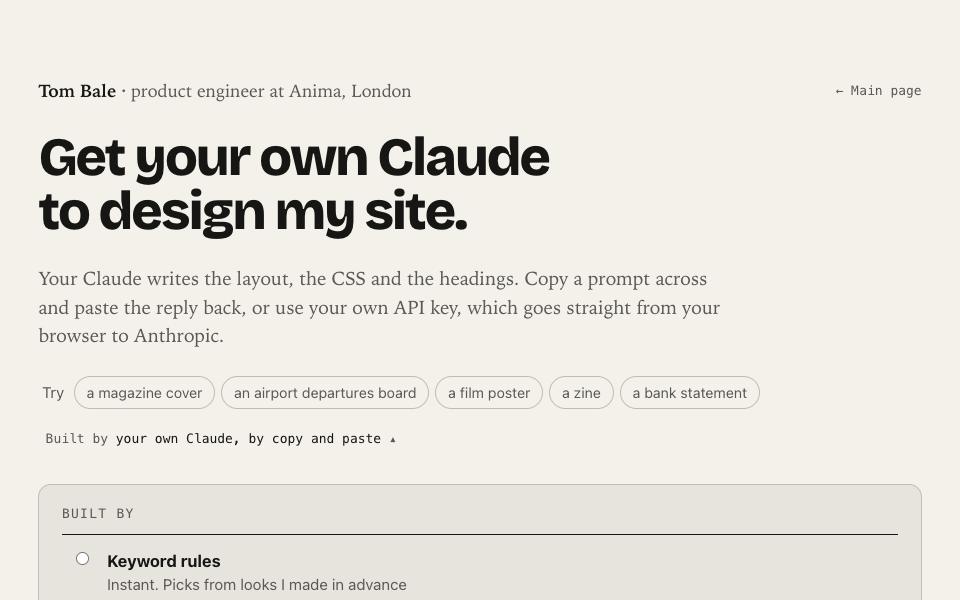 Tom Bale · product engineer at Anima, London
← Main page
Get your own Claude
to design my site.
Your Claude writes the layout, the CSS and the headings. Copy a prompt across
and paste the reply back, or use your own API key, which goes straight from your
browser to Anthropic.
Try a magazine cover an airport departures board a film poster a zine a bank statement
Built by your own Claude, by copy and paste ▴
BUILT BY
Keyword rules
Instant. Picks from looks I made in advance